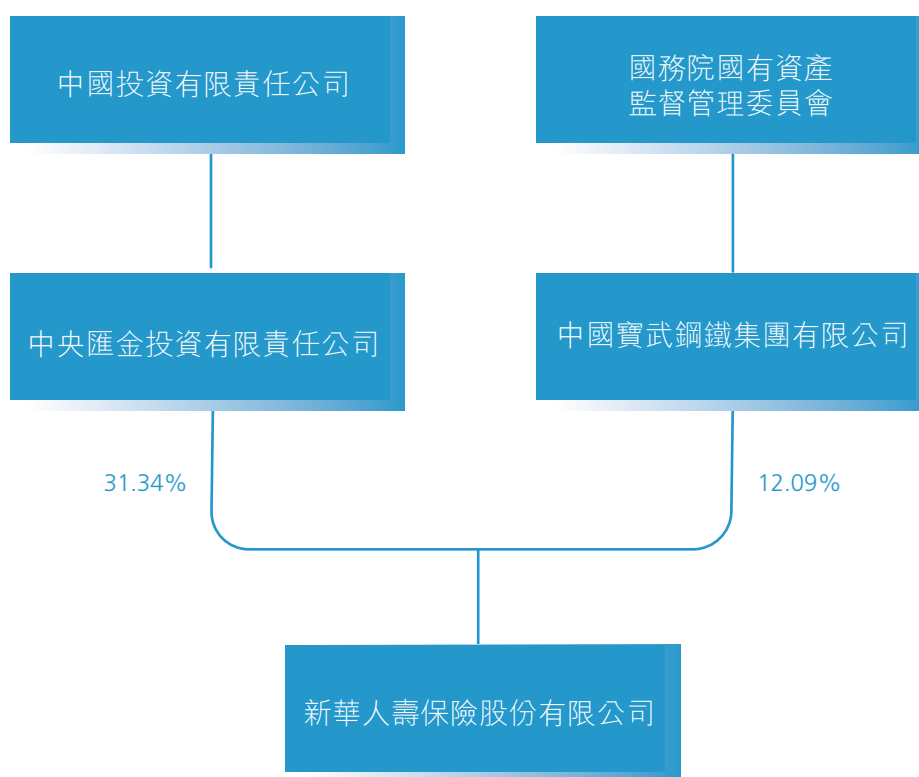 中國投資有限責任公司
國務院國有資產
監督管理委員會
中央匯金投資有限責任公司
中國寶武鋼鐵集團有限公司
31.34%
12.09%
新華人壽保險股份有限公司